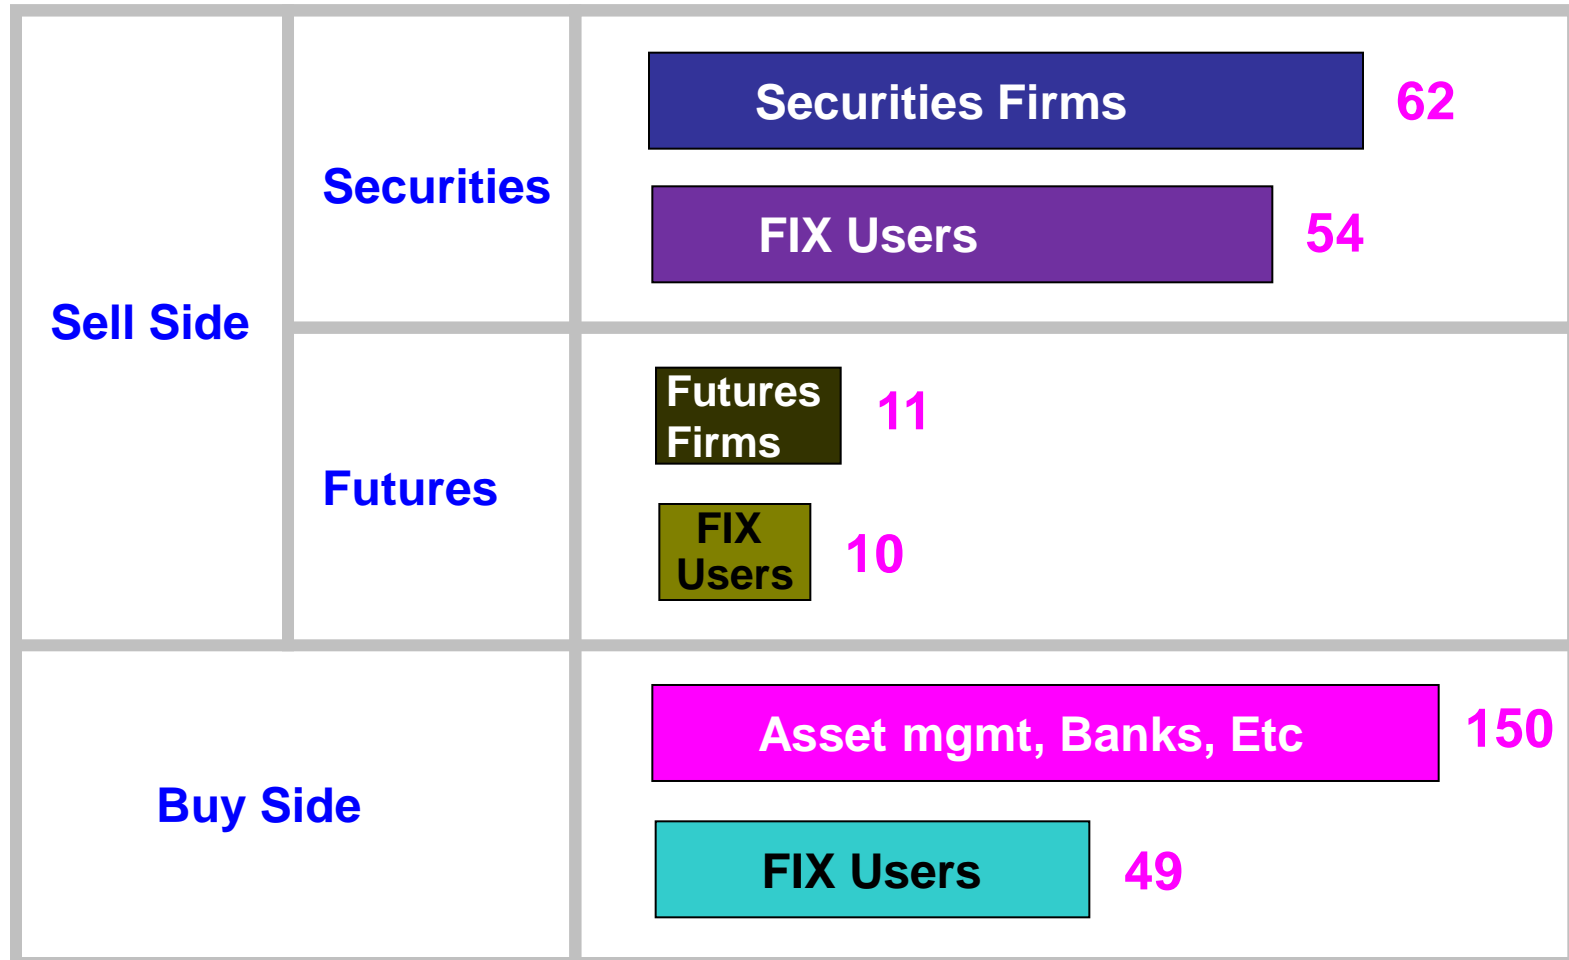 Sell Side
Securities
Securities Firms
62
FIX Users
54
Futures
Futures
Firms
11
FIX
Users
10
Buy Side
Asset mgmt, Banks, Etc
150
FIX Users
49